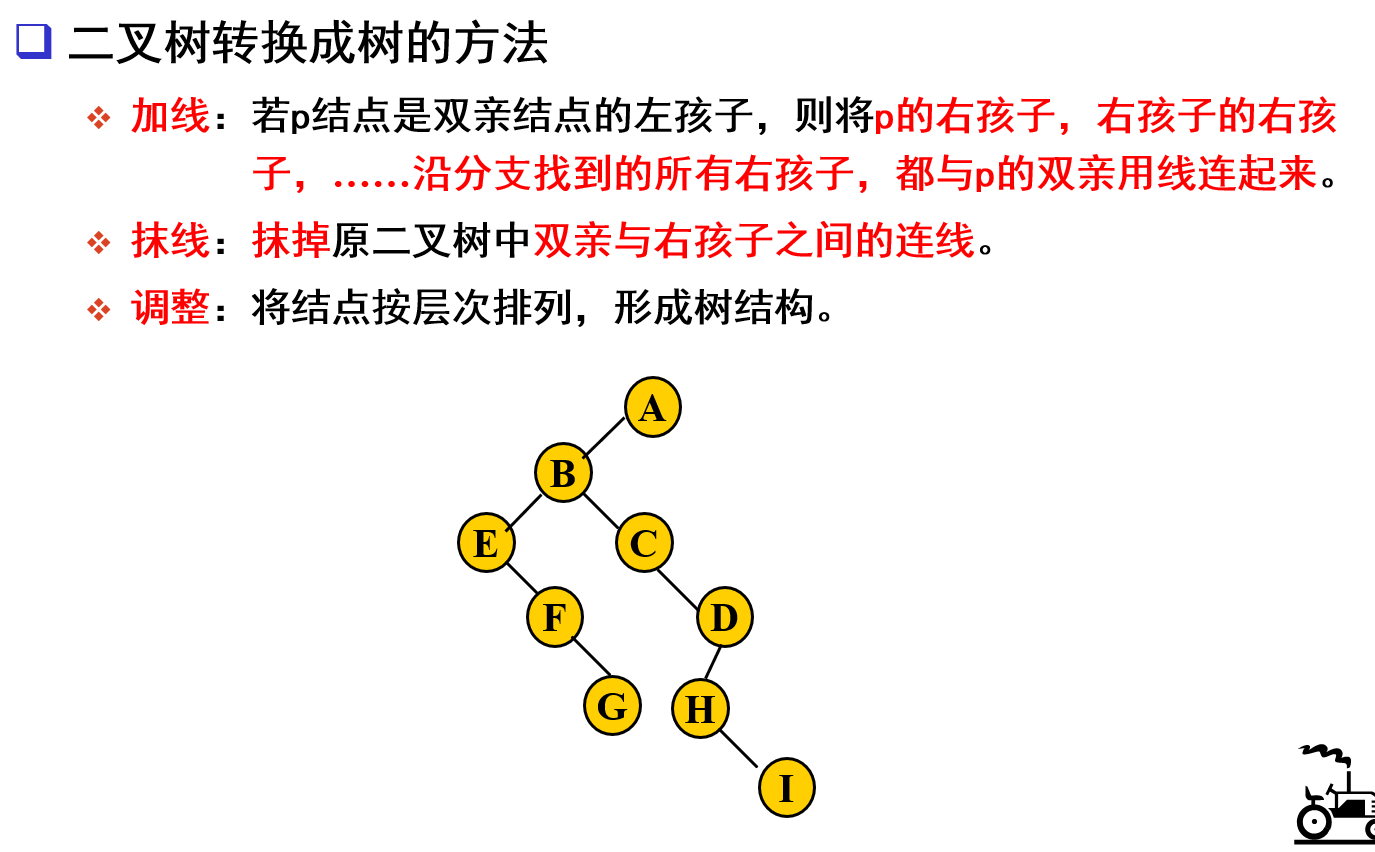 二叉树转换成树的方法
加线：若p结点是双亲结点的左孩子，则将p的右孩子，右孩子的右孩
子，……沿分支找到的所有右孩子，都与p的双亲用线连起来。
抹线：抹掉原二叉树中双亲与右孩子之间的连线。
调整：将结点按层次排列，形成树结构。
A
B
E C
F D
G H
I